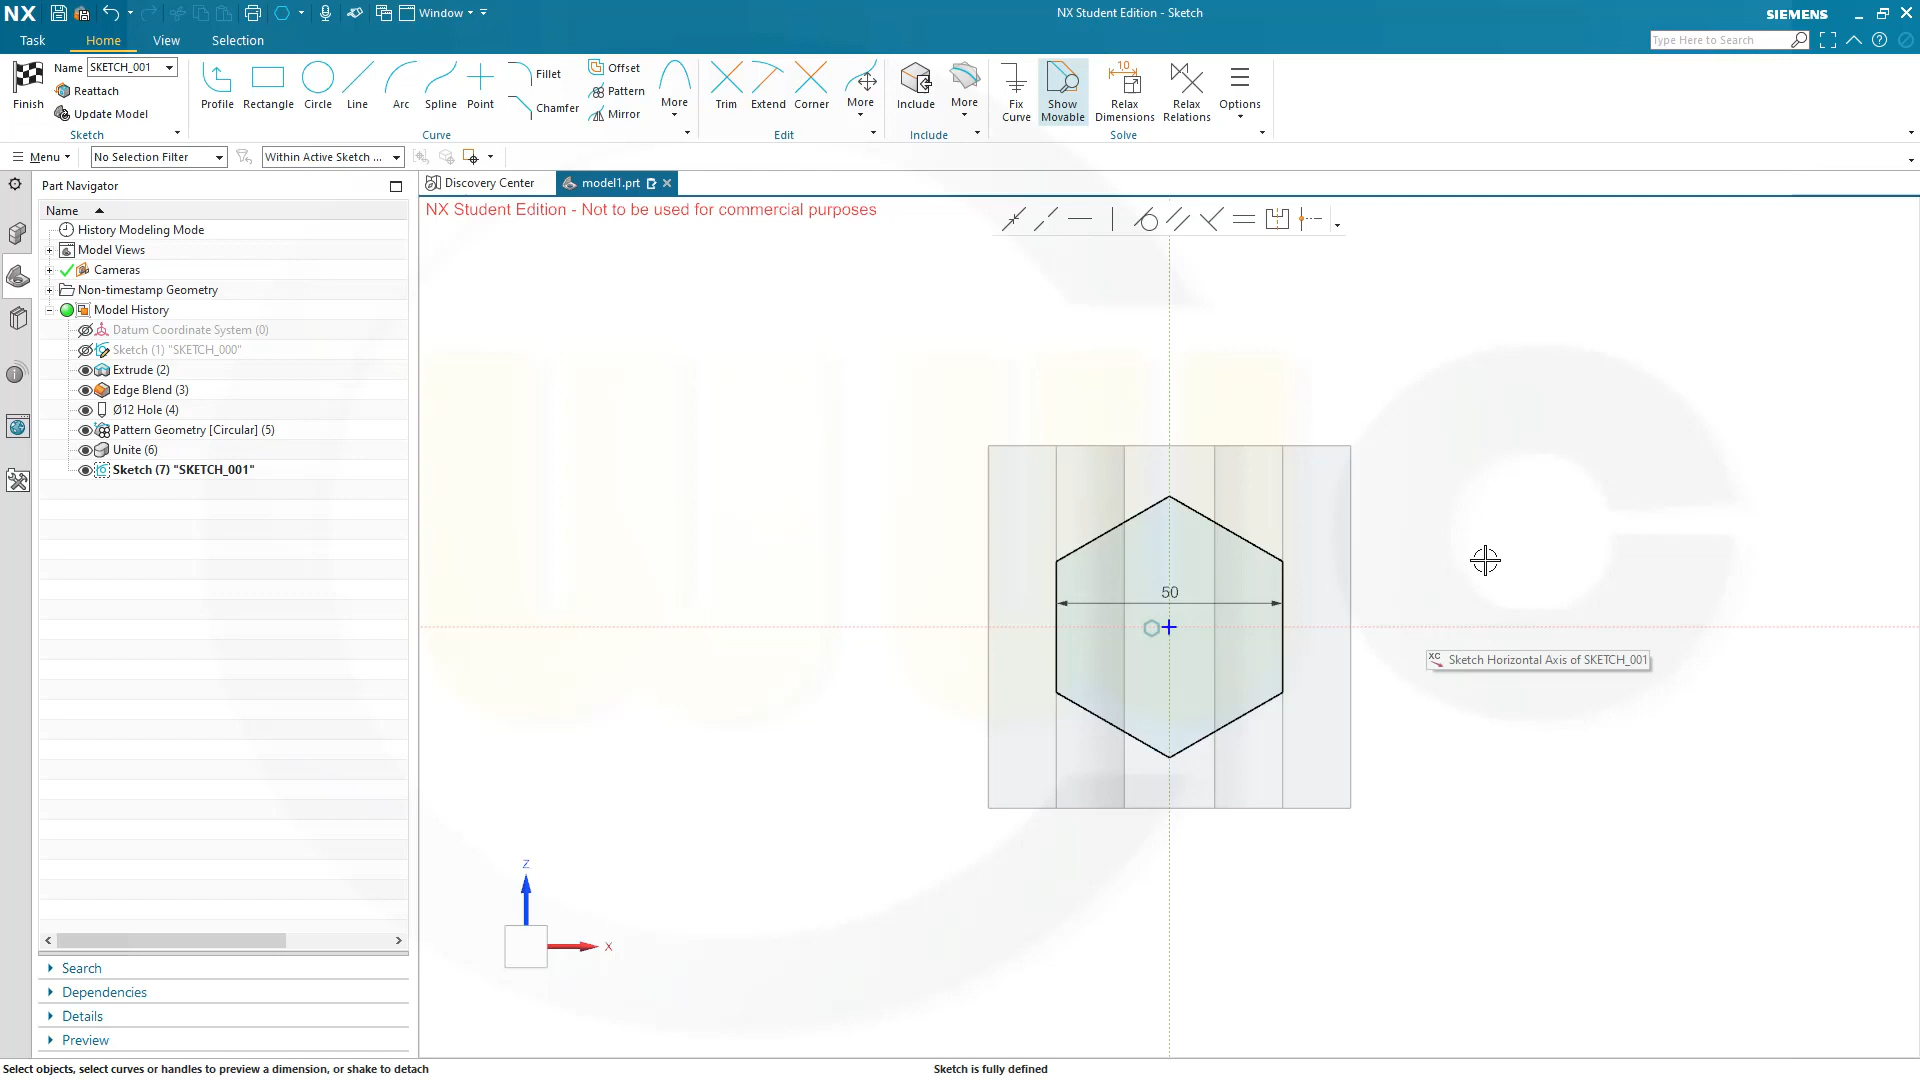 NX
Window
NX Student Edition - Sketch
SIEMENS
Task
Home
View
Selection
Type Here to Search
Name
SKETCH_001
Reattach
Update Model
Finish
Profile
Rectangle
Circle
Line
Arc
Spline
Point
Fillet
Chamfer
Offset
Pattern
Mirror
More
Trim
Extend
Corner
More
Include
More
Fix
Curve
Show
Movable
1,0
Relax
Dimensions
Relax
Relations
Options
Sketch
Curve
Edit
Include
Solve
Menu
No Selection Filter
Within Active Sketch ...
Part Navigator
Discovery Center
model1.prt
Name
NX Student Edition - Not to be used for commercial purposes
History Modeling Mode
Model Views
Cameras
Non-timestamp Geometry
Model History
Datum Coordinate System (0)
Sketch (1) "SKETCH_000"
Extrude (2)
Edge Blend (3)
Ø12 Hole (4)
Pattern Geometry [Circular] (5)
Unite (6)
Sketch (7) "SKETCH_001"
50
XC
Sketch Horizontal Axis of SKETCH_001
Z
X
Search
Dependencies
Details
Preview
Select objects, select curves or handles to preview a dimension, or shake to detach
Sketch is fully defined